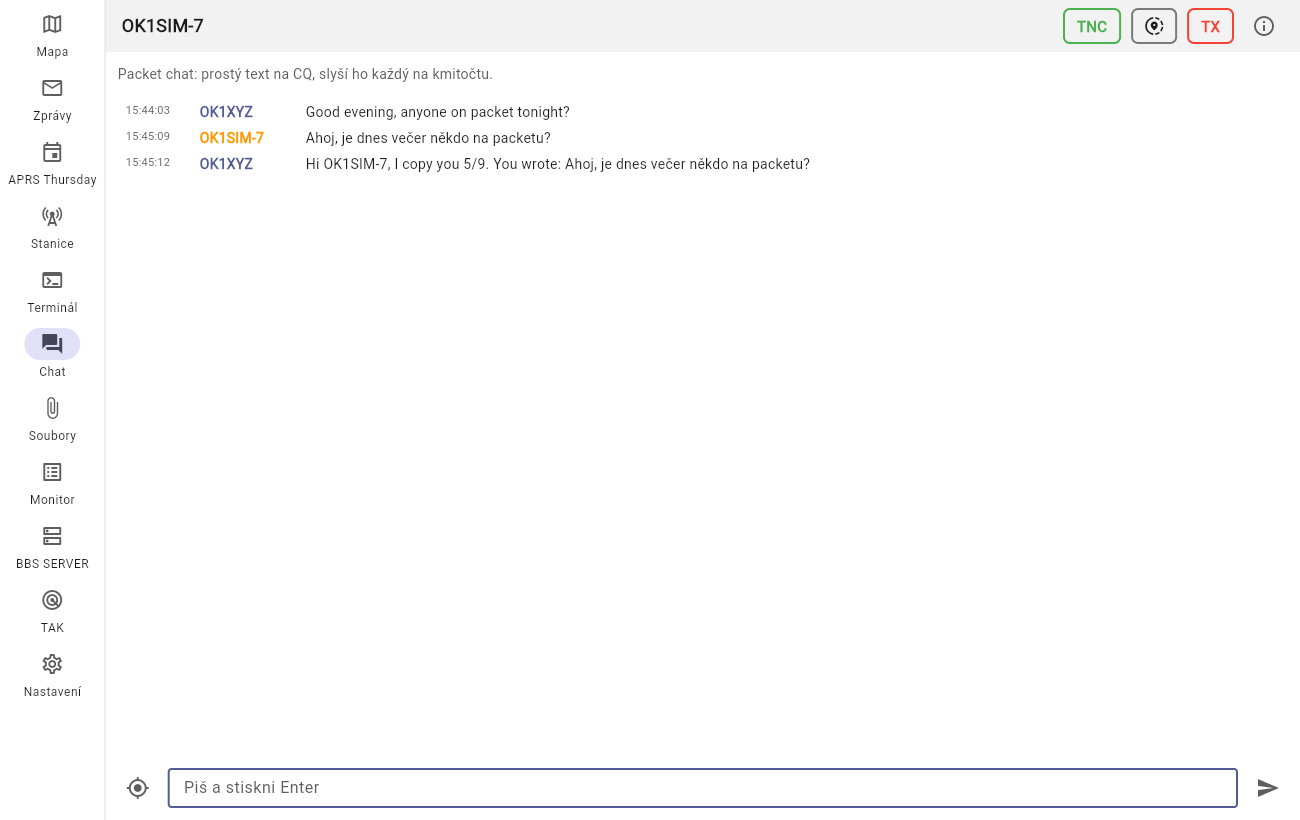 OK1SIM-7
TNC
TX
Mapa
Zprávy
APRS Thursday
Stanice
Terminál
Chat
Soubory
Monitor
BBS SERVER
TAK
Nastavení
Packet chat: prostý text na CQ, slyší ho každý na kmitočtu.
15:44:03 OK1XYZ Good evening, anyone on packet tonight?
15:45:09 OK1SIM-7 Ahoj, je dnes večer někdo na packetu?
15:45:12 OK1XYZ Hi OK1SIM-7, I copy you 5/9. You wrote: Ahoj, je dnes večer někdo na packetu?
Piš a stiskni Enter